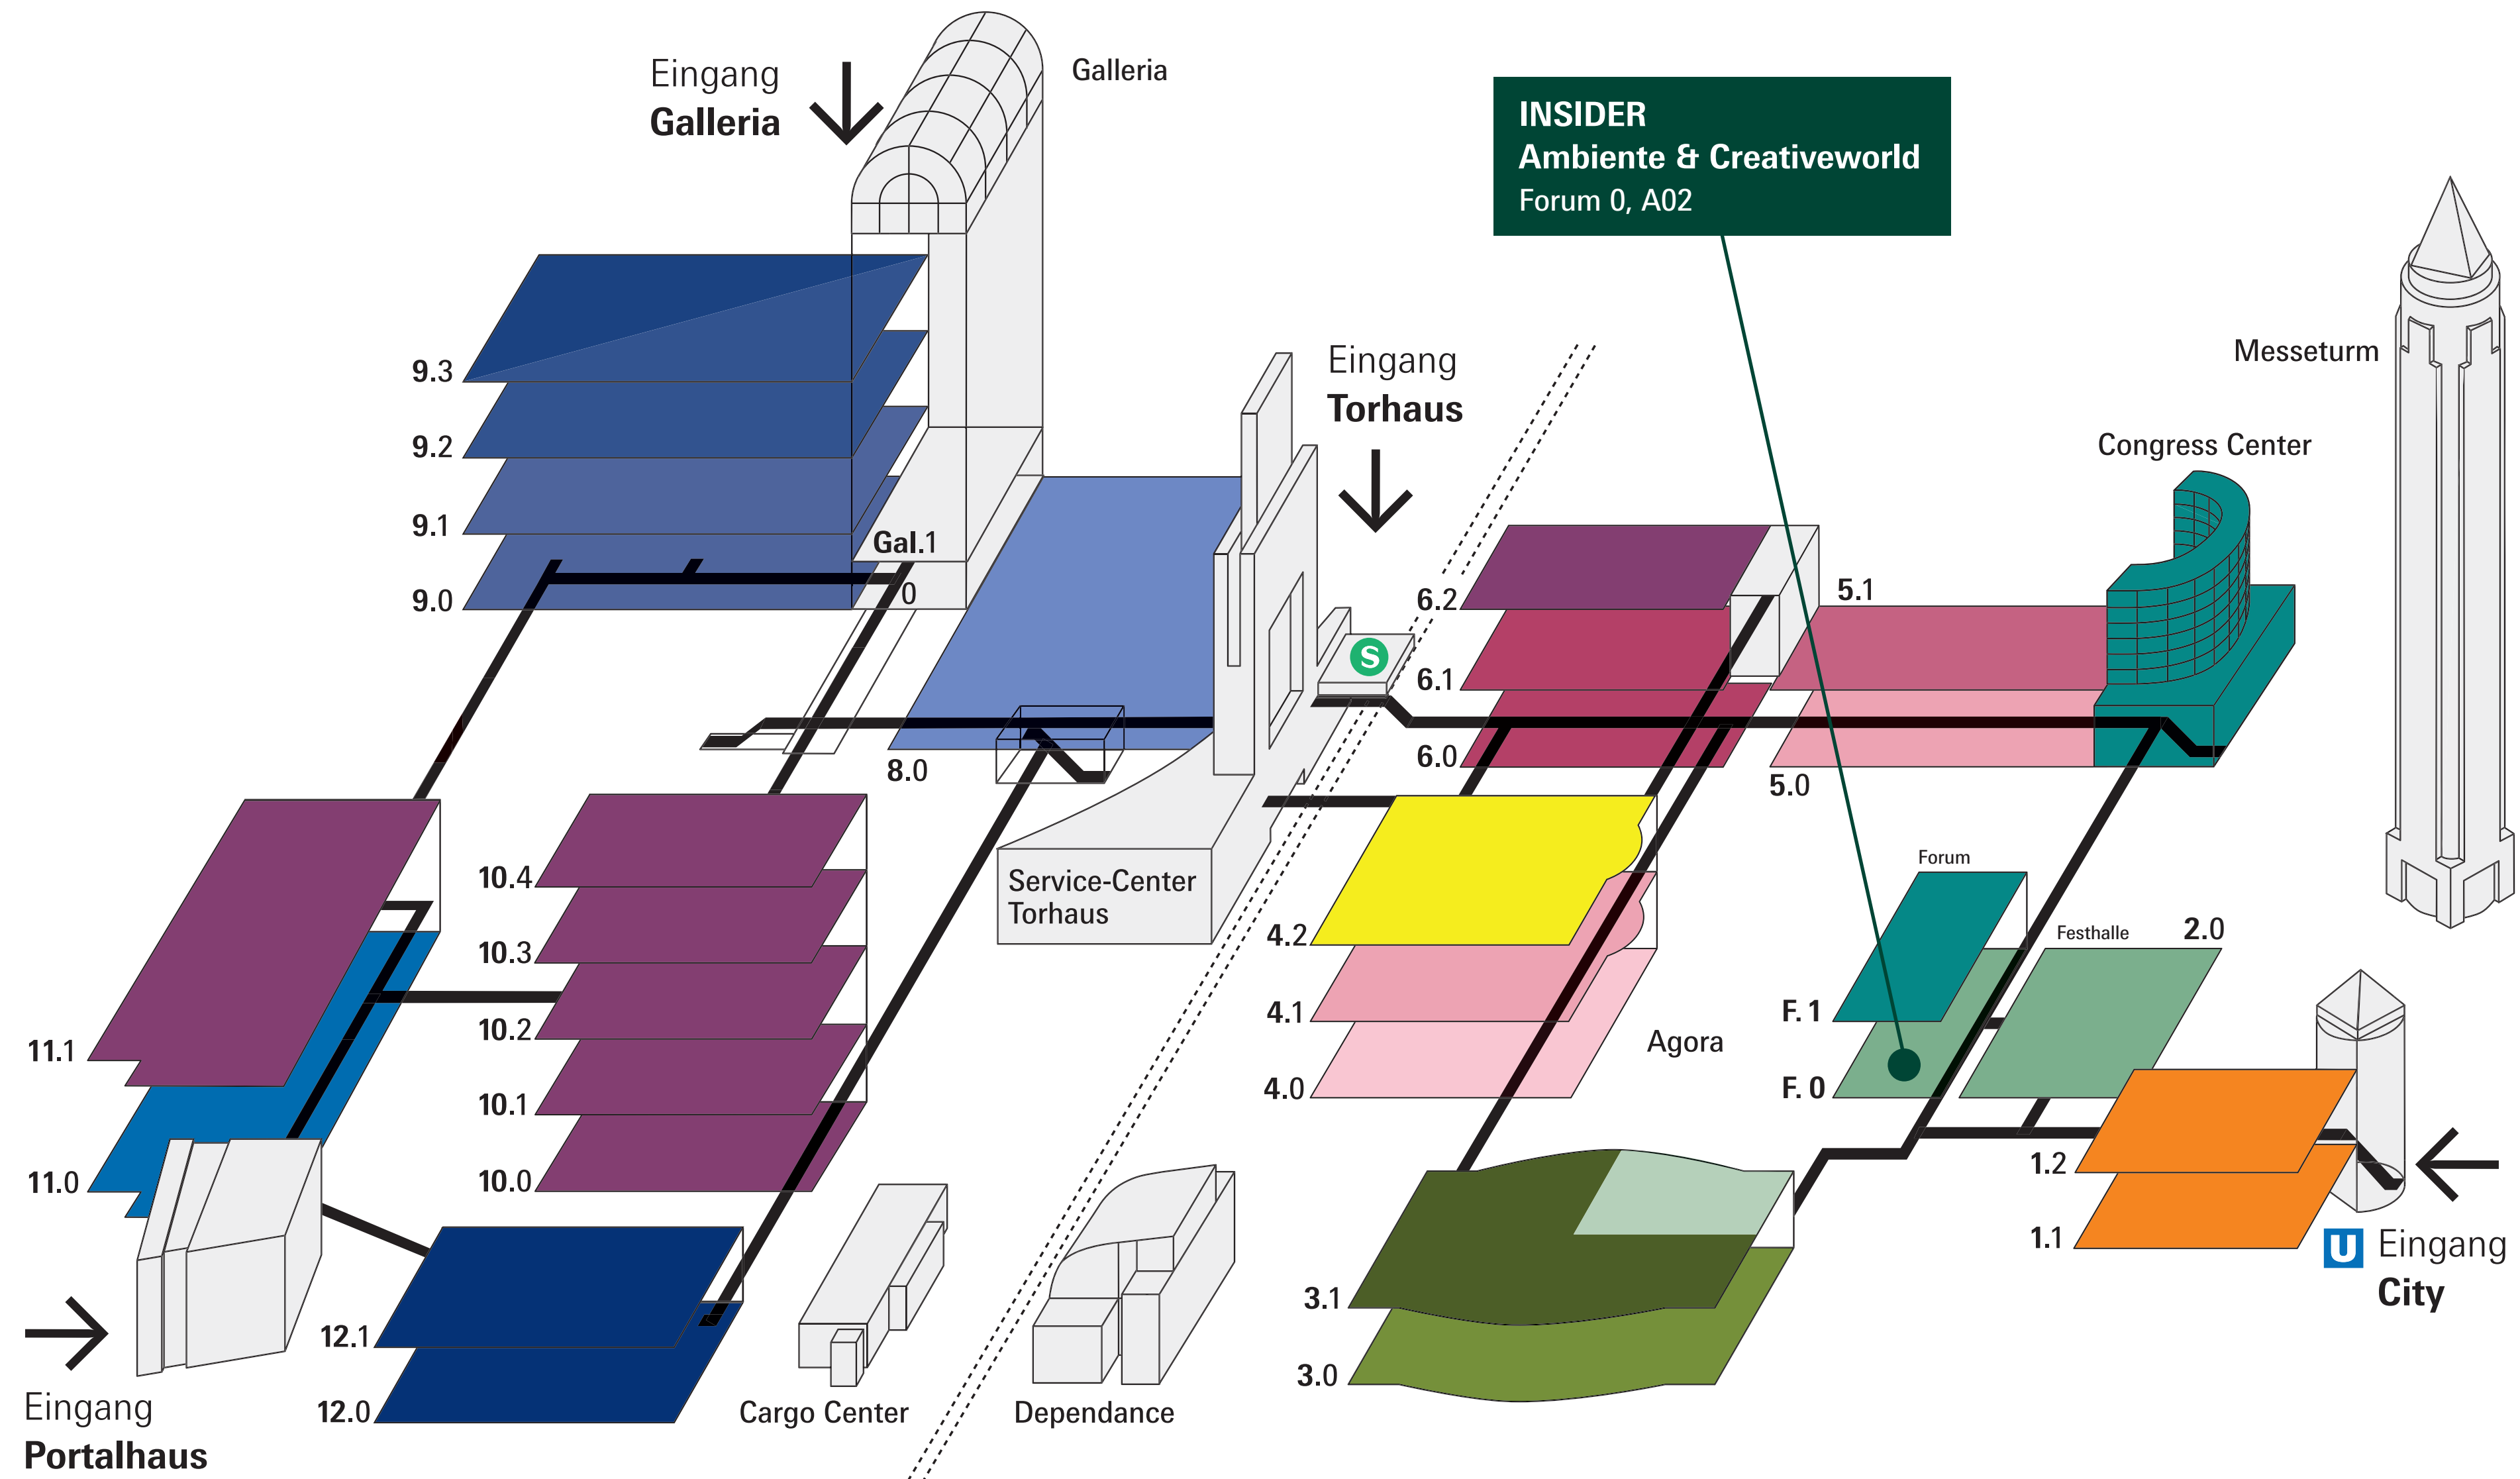 Eingang
Galleria
Galleria
INSIDER
Ambiente & Creativeworld
Forum 0, A02
Messeturm
Eingang
Torhaus
Congress Center
9.3
9.2
9.1
9.0
Gal.1
0
S
6.2
6.1
6.0
5.1
5.0
8.0
Service-Center
Torhaus
10.4
10.3
10.2
10.1
10.0
11.1
11.0
4.2
4.1
4.0
Agora
Forum
F. 1
F. 0
Festhalle
2.0
1.2
1.1
U Eingang
City
3.1
3.0
12.1
12.0
Cargo Center
Dependance
Eingang
Portalhaus